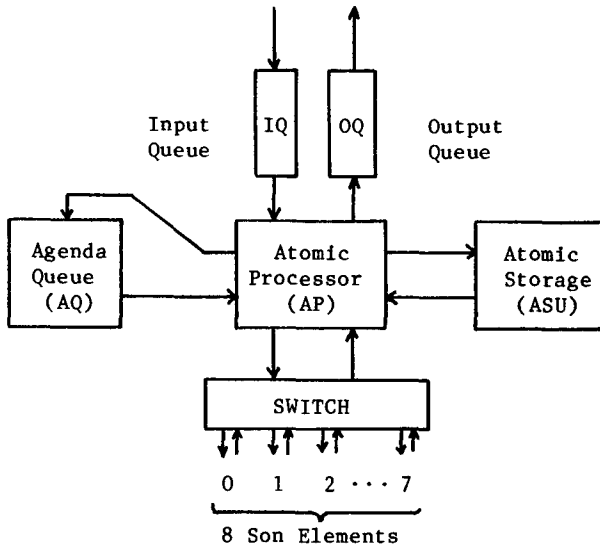 IQ
OQ
Input
Queue
Output
Queue
Agenda
Queue
(AQ)
Atomic
Processor
(AP)
Atomic
Storage
(ASU)
SWITCH
0 1 2 ··· 7
8 Son Elements